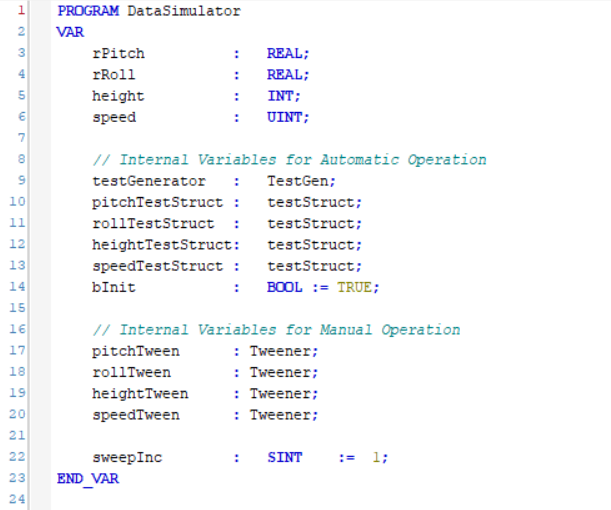 1 PROGRAM DataSimulator
2 VAR
3 rPitch : REAL;
4 rRoll : REAL;
5 height : INT;
6 speed : UINT;
7
8 // Internal Variables for Automatic Operation
9 testGenerator : TestGen;
10 pitchTestStruct : testStruct;
11 rollTestStruct : testStruct;
12 heightTestStruct: testStruct;
13 speedTestStruct : testStruct;
14 bInit : BOOL := TRUE;
15
16 // Internal Variables for Manual Operation
17 pitchTween : Tweener;
18 rollTween : Tweener;
19 heightTween : Tweener;
20 speedTween : Tweener;
21
22 sweepInc : SINT := 1;
23 END_VAR
24